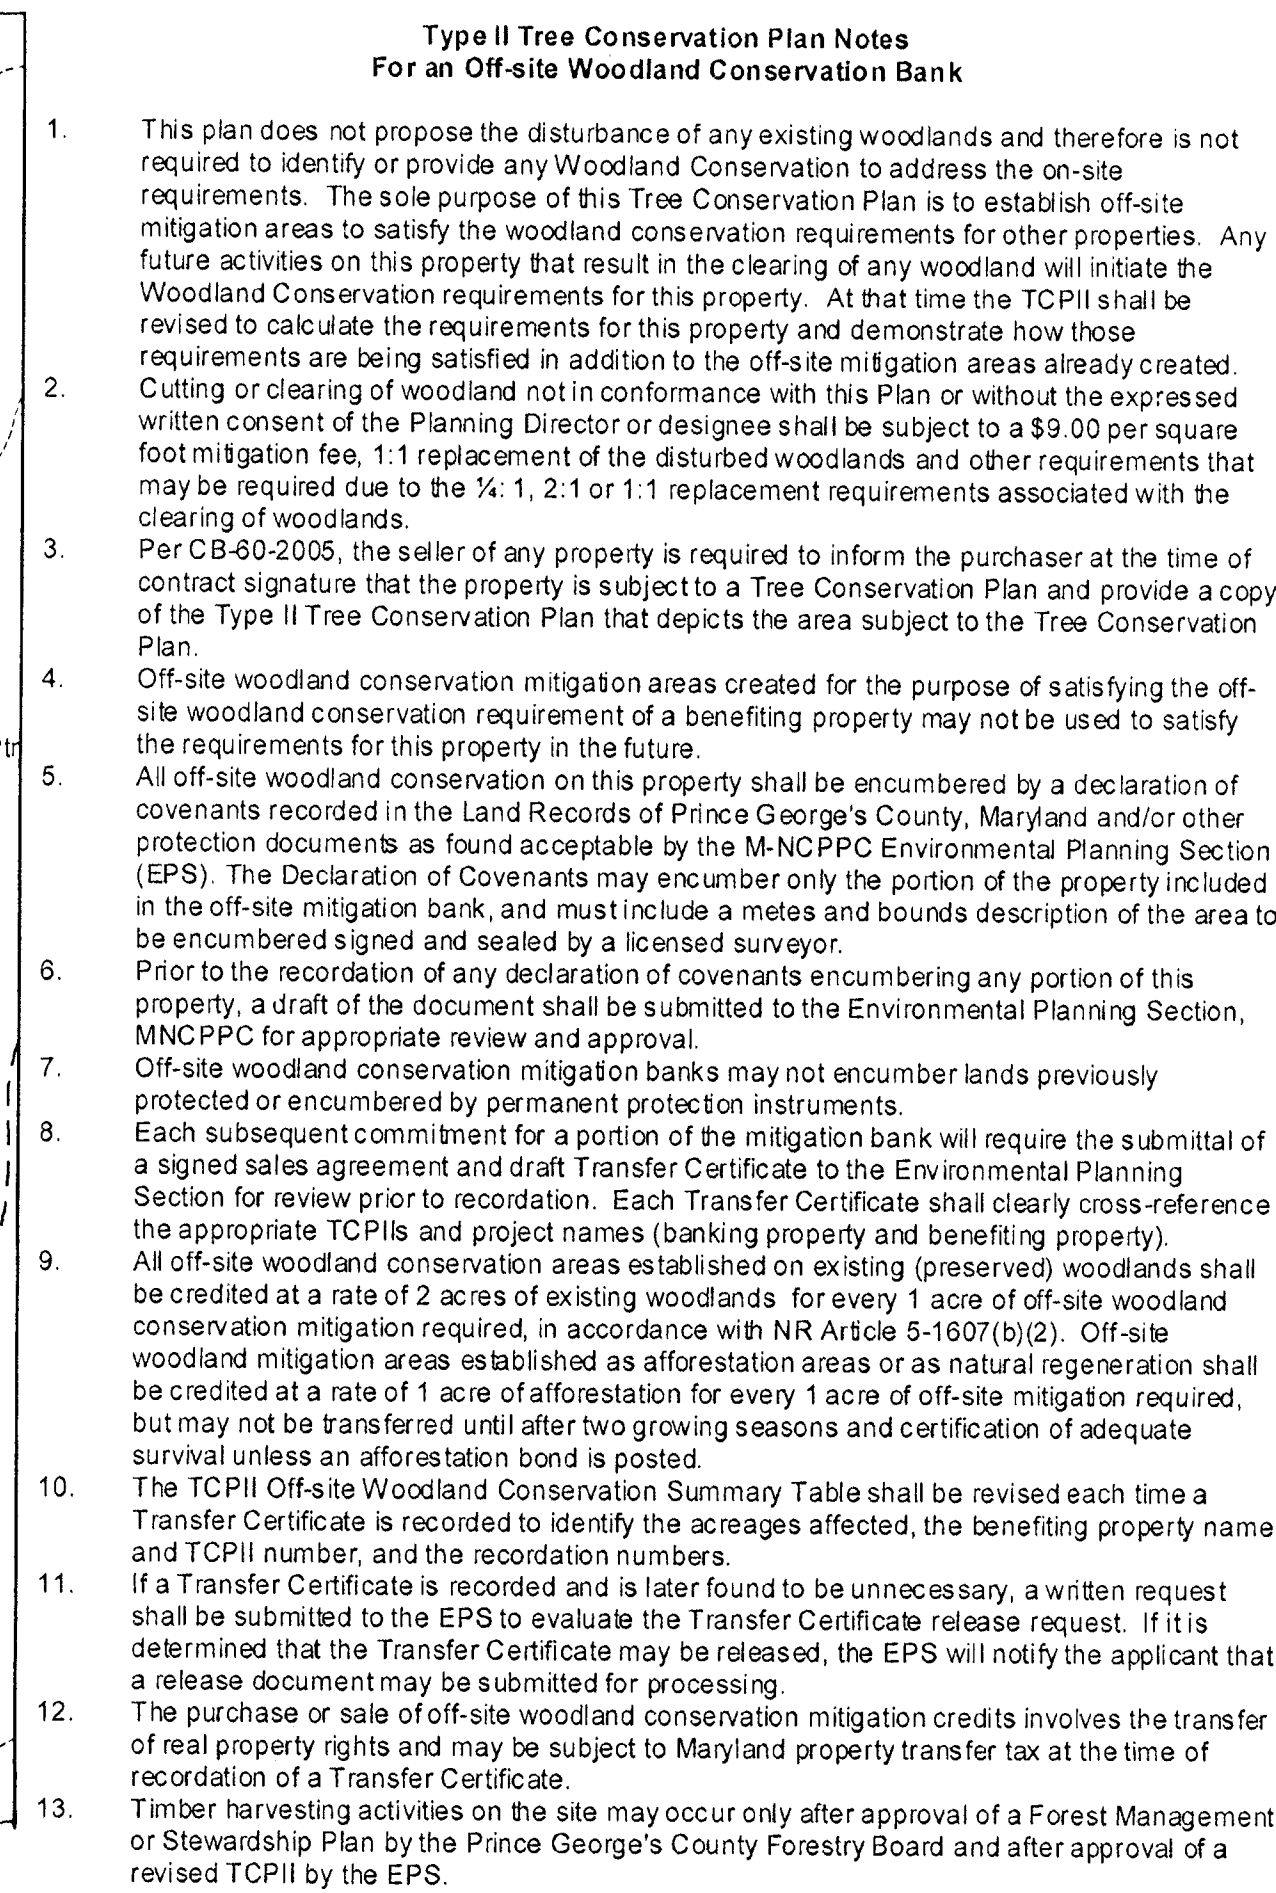 Type II Tree Conservation Plan Notes
For an Off-site Woodland Conservation Bank
1. This plan does not propose the disturbance of any existing woodlands and therefore is not
required to identify or provide any Woodland Conservation to address the on-site
requirements. The sole purpose of this Tree Conservation Plan is to establish off-site
mitigation areas to satisfy the woodland conservation requirements for other properties. Any
future activities on this property that result in the clearing of any woodland will initiate the
Woodland Conservation requirements for this property. At that time the TCPII shall be
revised to calculate the requirements for this property and demonstrate how those
requirements are being satisfied in addition to the off-site mitigation areas already created.
2. Cutting or clearing of woodland not in conformance with this Plan or without the expressed
written consent of the Planning Director or designee shall be subject to a $9.00 per square
foot mitigation fee, 1:1 replacement of the disturbed woodlands and other requirements that
may be required due to the ¼: 1, 2:1 or 1:1 replacement requirements associated with the
clearing of woodlands.
3. Per CB-60-2005, the seller of any property is required to inform the purchaser at the time of
contract signature that the property is subject to a Tree Conservation Plan and provide a copy
of the Type II Tree Conservation Plan that depicts the area subject to the Tree Conservation
Plan.
4. Off-site woodland conservation mitigation areas created for the purpose of satisfying the off-
site woodland conservation requirement of a benefiting property may not be used to satisfy
the requirements for this property in the future.
tr
5. All off-site woodland conservation on this property shall be encumbered by a declaration of
covenants recorded in the Land Records of Prince George's County, Maryland and/or other
protection documents as found acceptable by the M-NCPPC Environmental Planning Section
(EPS). The Declaration of Covenants may encumber only the portion of the property included
in the off-site mitigation bank, and must include a metes and bounds description of the area to
be encumbered signed and sealed by a licensed surveyor.
6. Prior to the recordation of any declaration of covenants encumbering any portion of this
property, a draft of the document shall be submitted to the Environmental Planning Section,
MNCPPC for appropriate review and approval.
7. Off-site woodland conservation mitigation banks may not encumber lands previously
protected or encumbered by permanent protection instruments.
8. Each subsequent commitment for a portion of the mitigation bank will require the submittal of
a signed sales agreement and draft Transfer Certificate to the Environmental Planning
Section for review prior to recordation. Each Transfer Certificate shall clearly cross-reference
the appropriate TCPIIs and project names (banking property and benefiting property).
9. All off-site woodland conservation areas established on existing (preserved) woodlands shall
be credited at a rate of 2 acres of existing woodlands for every 1 acre of off-site woodland
conservation mitigation required, in accordance with NR Article 5-1607(b)(2). Off-site
woodland mitigation areas established as afforestation areas or as natural regeneration shall
be credited at a rate of 1 acre of afforestation for every 1 acre of off-site mitigation required,
but may not be transferred until after two growing seasons and certification of adequate
survival unless an afforestation bond is posted.
10. The TCPII Off-site Woodland Conservation Summary Table shall be revised each time a
Transfer Certificate is recorded to identify the acreages affected, the benefiting property name
and TCPII number, and the recordation numbers.
11. If a Transfer Certificate is recorded and is later found to be unnecessary, a written request
shall be submitted to the EPS to evaluate the Transfer Certificate release request. If it is
determined that the Transfer Certificate may be released, the EPS will notify the applicant that
a release document may be submitted for processing.
12. The purchase or sale of off-site woodland conservation mitigation credits involves the transfer
of real property rights and may be subject to Maryland property transfer tax at the time of
recordation of a Transfer Certificate.
13. Timber harvesting activities on the site may occur only after approval of a Forest Management
or Stewardship Plan by the Prince George's County Forestry Board and after approval of a
revised TCPII by the EPS.